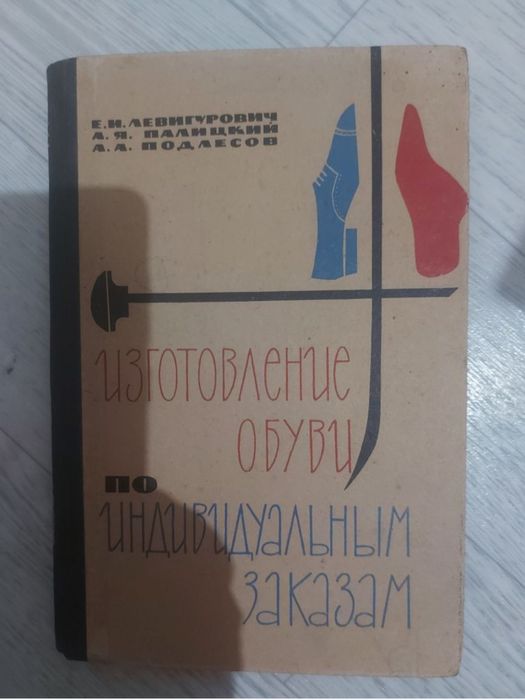 Е.И. ЛЕВИГУРОВИЧ
А.Я. ПАЛИЦКИЙ
А.А. ПОДЛЕСОВ
ИЗГОТОВЛЕНИЕ
ОБУВИ
ПО
ИНДИВИДУАЛЬНЫМ
ЗАКАЗАМ